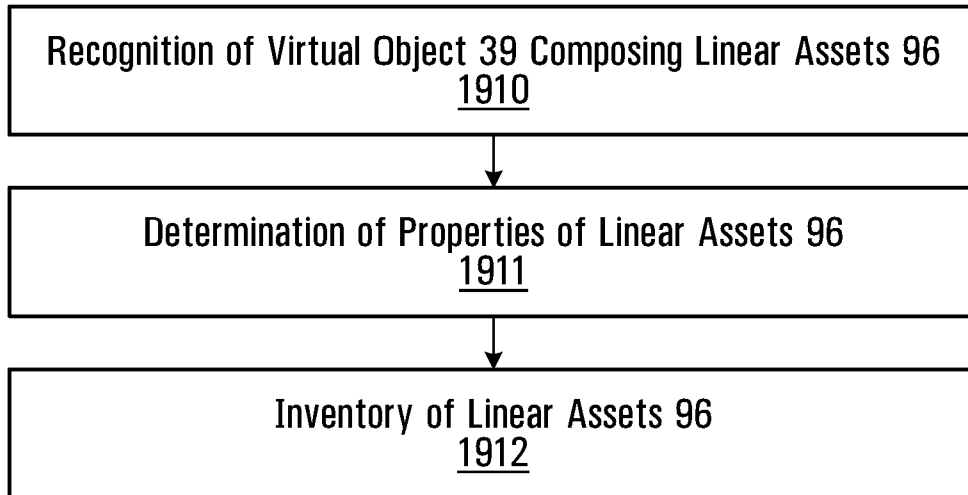 Recognition of Virtual Object 39 Composing Linear Assets 96
1910
Determination of Properties of Linear Assets 96
1911
Inventory of Linear Assets 96
1912